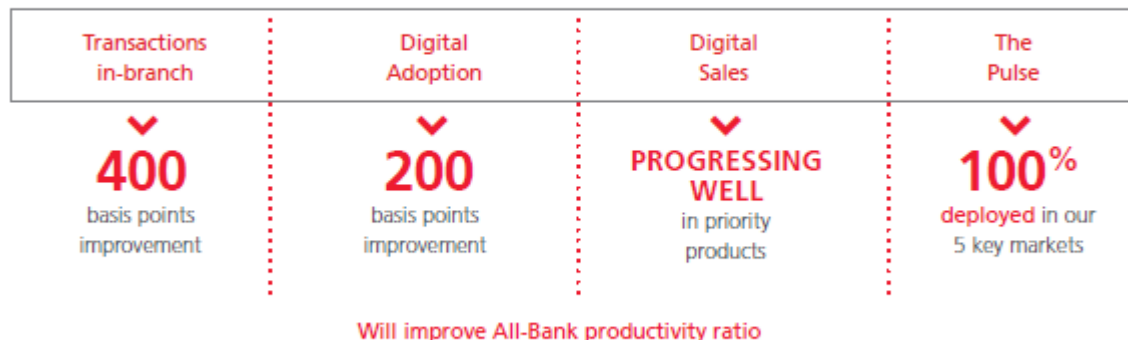 Transactions
in-branch
Digital
Adoption
Digital
Sales
The
Pulse
400
basis points
improvement
200
basis points
improvement
PROGRESSING
WELL
in priority
products
100%
deployed in our
5 key markets
Will improve All-Bank productivity ratio